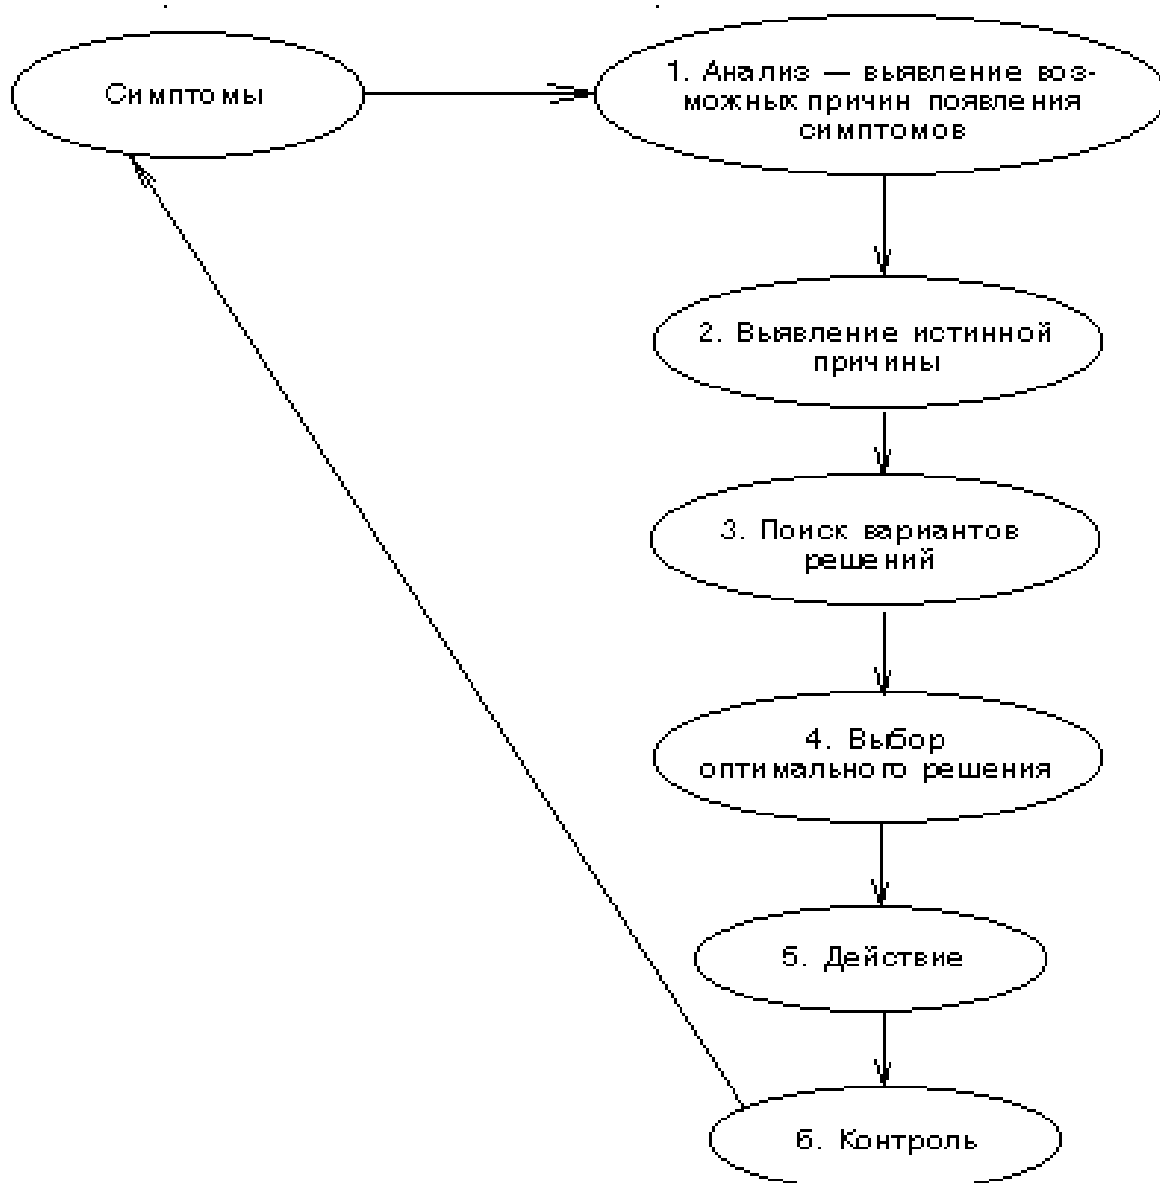 Симптомы
1. Анализ — выявление воз-
можных причин появления
симптомов
2. Выявление истинной
причины
3. Поиск вариантов
решений
4. Выбор
оптимального решения
5. Действие
6. Контроль